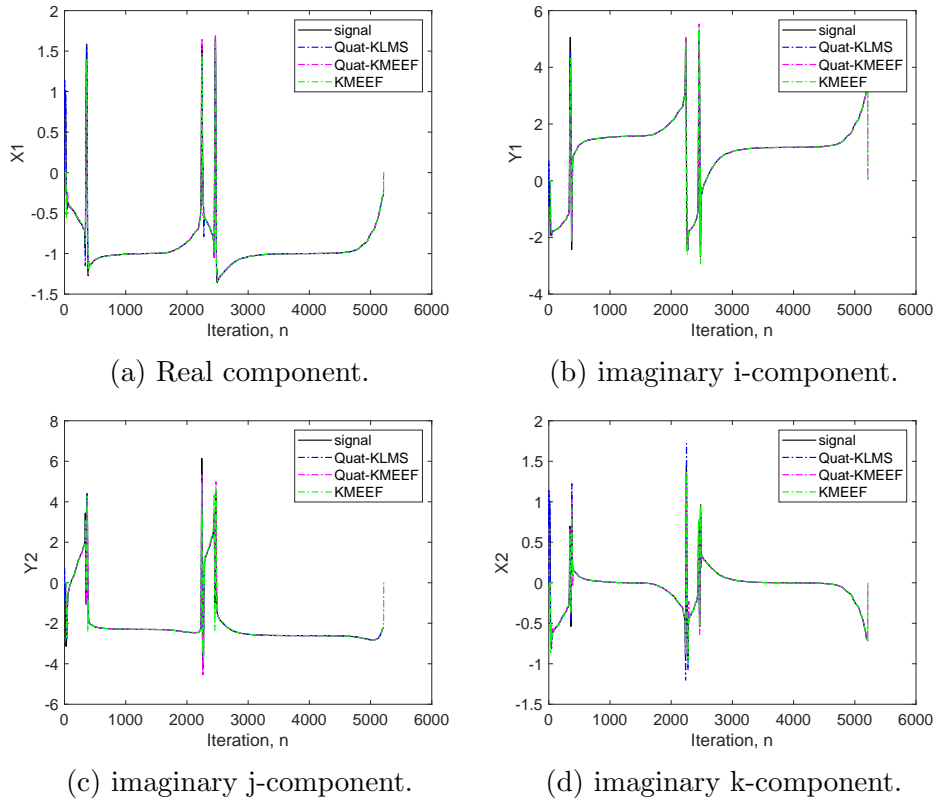 2
1.5
1
0.5
0
-0.5
-1
-1.5
X1
0 1000 2000 3000 4000 5000 6000
Iteration, n
signal
Quat-KLMS
Quat-KMEEF
KMEEF
(a) Real component.
6
4
2
0
-2
-4
Y1
0 1000 2000 3000 4000 5000 6000
Iteration, n
signal
Quat-KLMS
Quat-KMEEF
KMEEF
(b) imaginary i-component.
8
6
4
2
0
-2
-4
-6
Y2
0 1000 2000 3000 4000 5000 6000
Iteration, n
signal
Quat-KLMS
Quat-KMEEF
KMEEF
(c) imaginary j-component.
2
1.5
1
0.5
0
-0.5
-1
-1.5
X2
0 1000 2000 3000 4000 5000 6000
Iteration, n
signal
Quat-KLMS
Quat-KMEEF
KMEEF
(d) imaginary k-component.